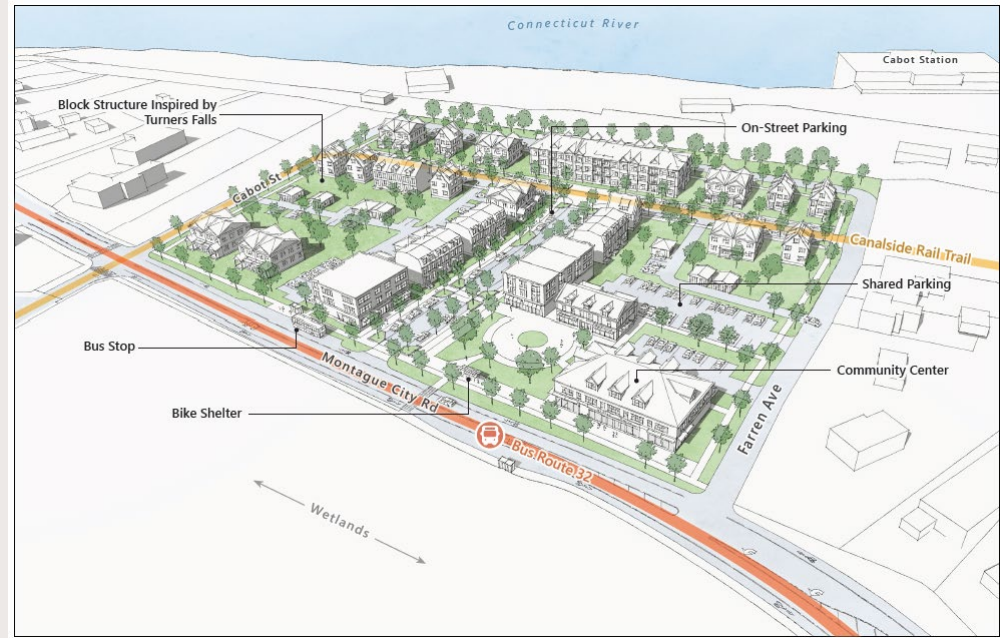 Connecticut River
Cabot Station
Block Structure Inspired by
Turners Falls
On-Street Parking
Cabot St
Canalside Rail Trail
Shared Parking
Bus Stop
Montague City Rd
Community Center
Bike Shelter
Farren Ave
Bus Route 32
Wetlands